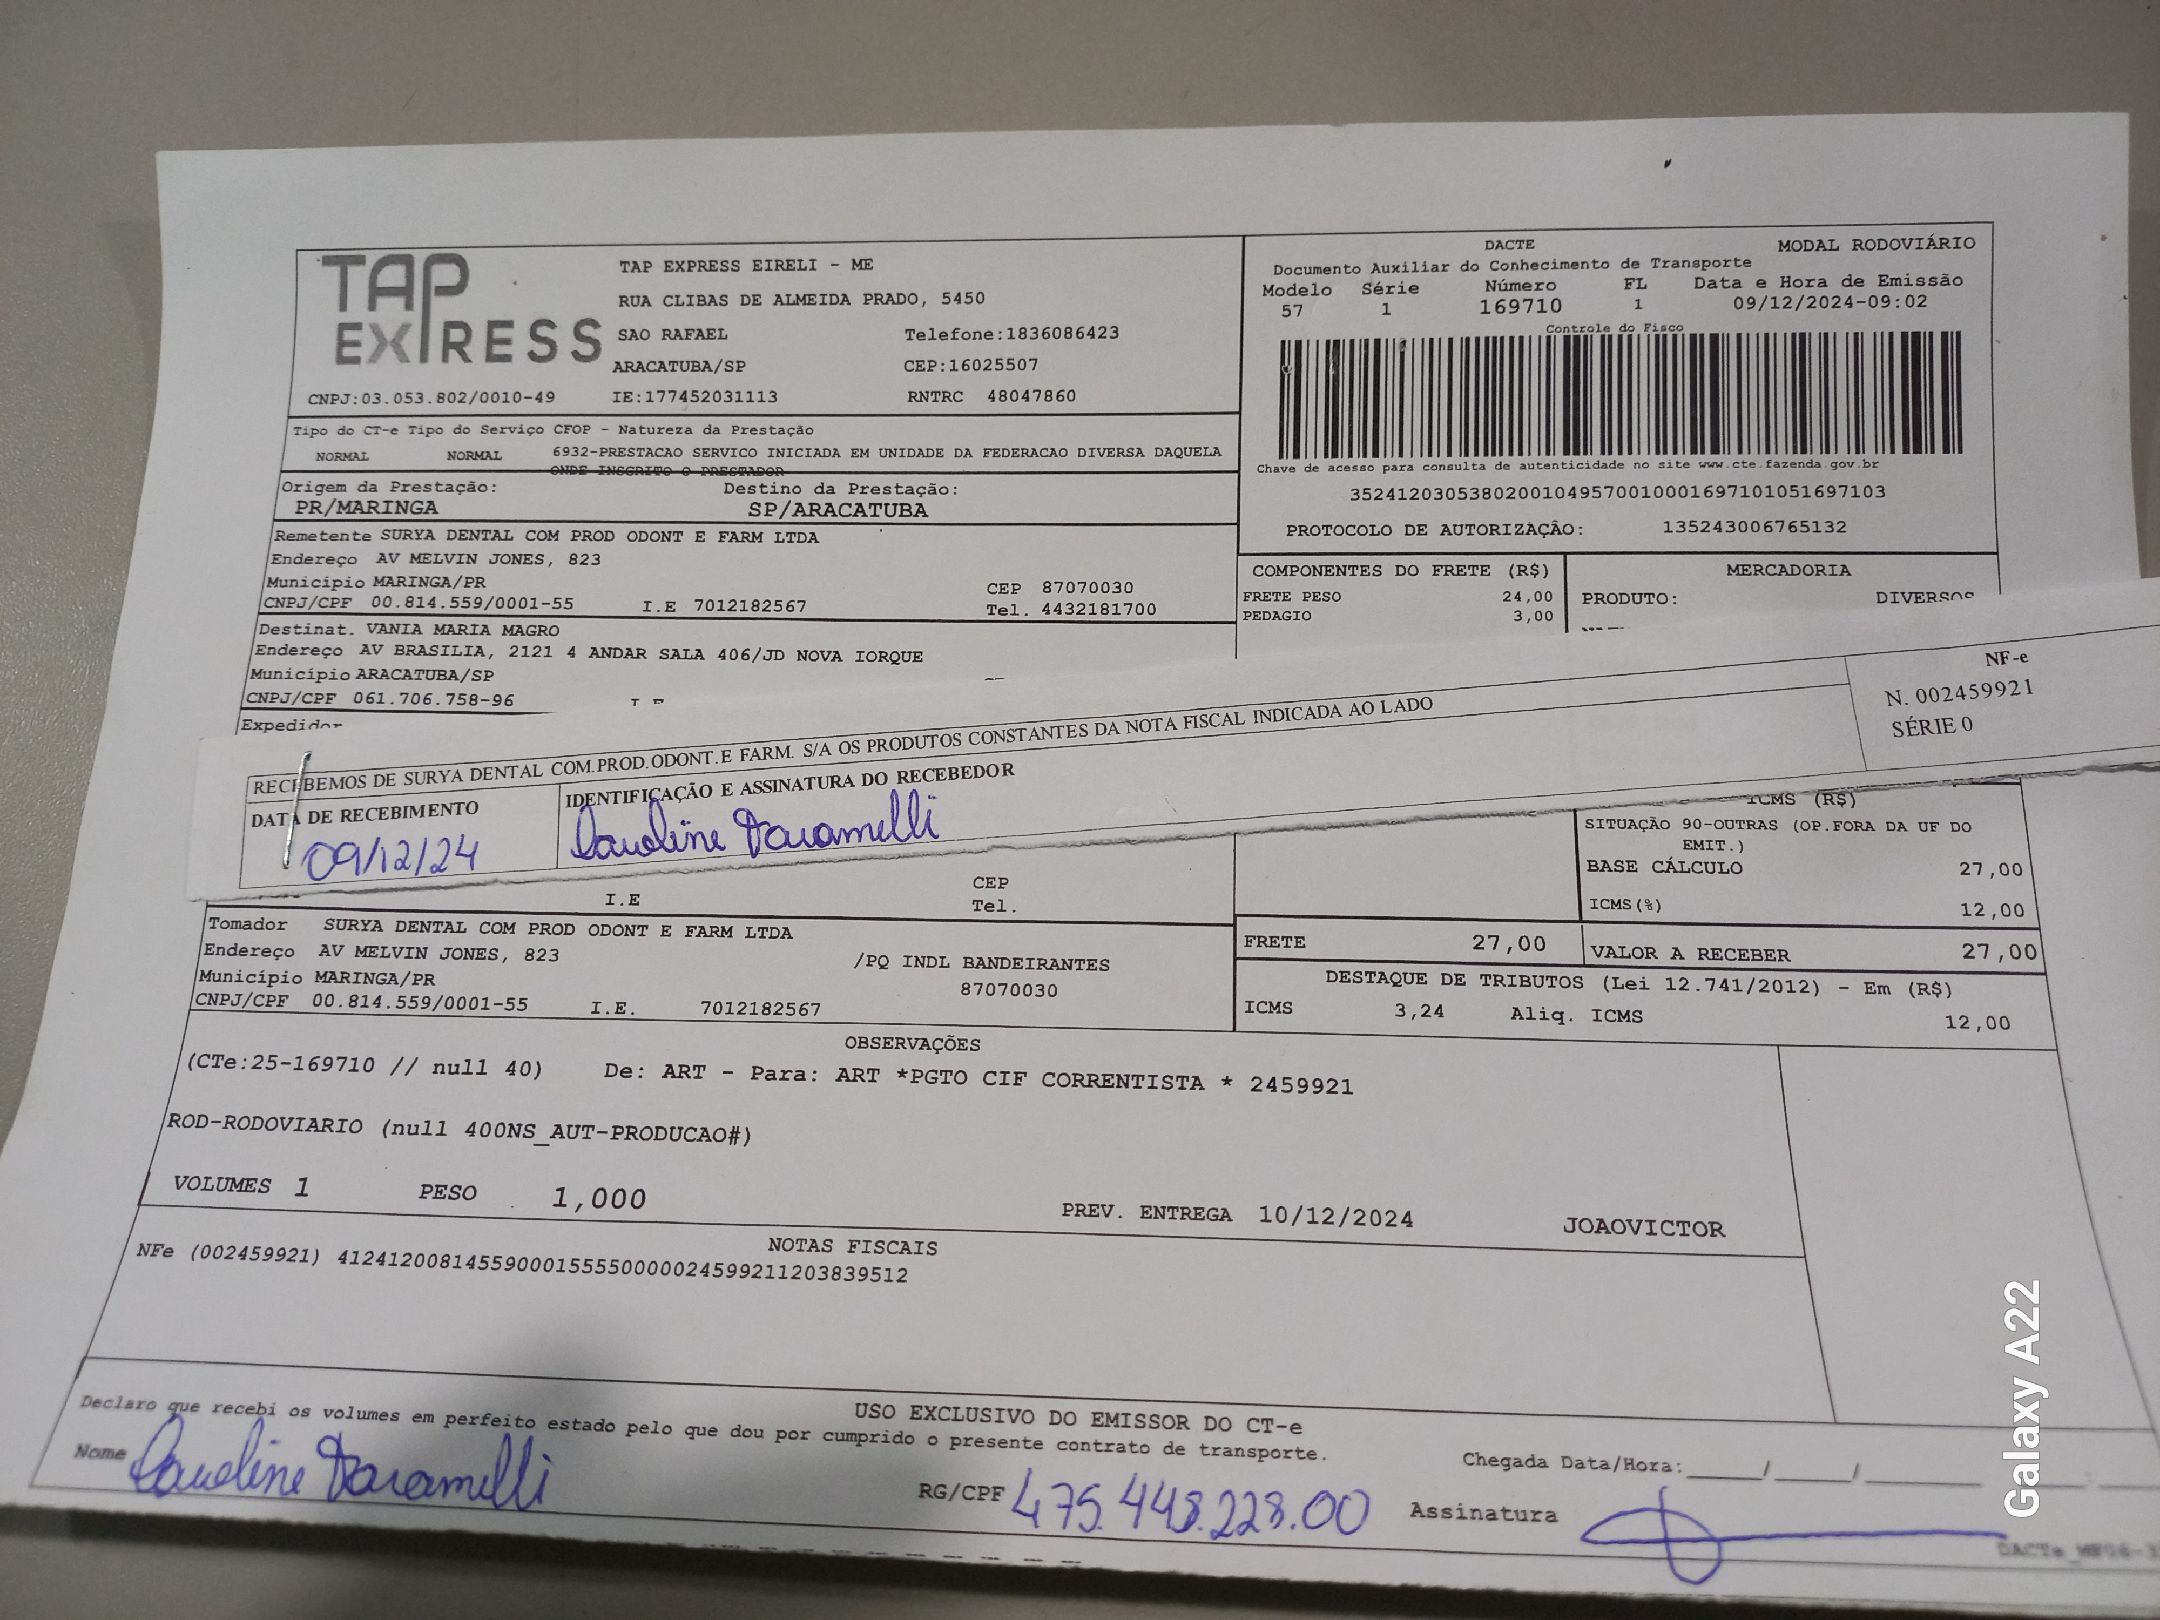 TAP EXPRESS
TAP EXPRESS EIRELI - ME
RUA CLIBAS DE ALMEIDA PRADO, 5450
SAO RAFAEL Telefone:1836086423
ARACATUBA/SP CEP:16025507
CNPJ:03.053.802/0010-49 IE:177452031113 RNTRC 48047860
DACTE MODAL RODOVIÁRIO
Documento Auxiliar do Conhecimento de Transporte
Modelo Série Número FL Data e Hora de Emissão
57 1 169710 1 09/12/2024-09:02
Controle do Fisco
Chave de acesso para consulta de autenticidade no site www.cte.fazenda.gov.br
35241203053802001049570010001697101051697103
PROTOCOLO DE AUTORIZAÇÃO: 135243006765132
Tipo do CT-e Tipo do Serviço CFOP - Natureza da Prestação
NORMAL NORMAL 6932-PRESTACAO SERVICO INICIADA EM UNIDADE DA FEDERACAO DIVERSA DAQUELA
ONDE INSCRITO O PRESTADOR
Origem da Prestação: Destino da Prestação:
PR/MARINGA SP/ARACATUBA
Remetente SURYA DENTAL COM PROD ODONT E FARM LTDA
Endereço AV MELVIN JONES, 823
Município MARINGA/PR CEP 87070030
CNPJ/CPF 00.814.559/0001-55 I.E 7012182567 Tel. 4432181700
COMPONENTES DO FRETE (R$) MERCADORIA
FRETE PESO 24,00 PRODUTO: DIVERSOS
PEDAGIO 3,00
Destinat. VANIA MARIA MAGRO
Endereço AV BRASILIA, 2121 4 ANDAR SALA 406/JD NOVA IORQUE
Município ARACATUBA/SP
CNPJ/CPF 061.706.758-96 I E
Expedidor
RECEBEMOS DE SURYA DENTAL COM.PROD.ODONT.E FARM. S/A OS PRODUTOS CONSTANTES DA NOTA FISCAL INDICADA AO LADO
NF-e
N. 002459921
SÉRIE 0
DATA DE RECEBIMENTO IDENTIFICAÇÃO E ASSINATURA DO RECEBEDOR
09/12/24 Caroline Taramelli
ICMS (R$)
SITUAÇÃO 90-OUTRAS (OP.FORA DA UF DO
EMIT.)
BASE CÁLCULO 27,00
ICMS(%) 12,00
I.E CEP
Tel.
Tomador SURYA DENTAL COM PROD ODONT E FARM LTDA
Endereço AV MELVIN JONES, 823 /PQ INDL BANDEIRANTES
Município MARINGA/PR 87070030
CNPJ/CPF 00.814.559/0001-55 I.E. 7012182567
FRETE 27,00 VALOR A RECEBER 27,00
DESTAQUE DE TRIBUTOS (Lei 12.741/2012) - Em (R$)
ICMS 3,24 Aliq. ICMS 12,00
OBSERVAÇÕES
(CTe:25-169710 // null 40) De: ART - Para: ART *PGTO CIF CORRENTISTA * 2459921
ROD-RODOVIARIO (null 400NS_AUT-PRODUCAO#)
VOLUMES 1 PESO 1,000 PREV. ENTREGA 10/12/2024 JOAOVICTOR
NOTAS FISCAIS
NFe (002459921) 41241200814559000155550000024599211203839512
USO EXCLUSIVO DO EMISSOR DO CT-e
Declaro que recebi os volumes em perfeito estado pelo que dou por cumprido o presente contrato de transporte.
Nome Caroline Taramelli RG/CPF 475.448.228.00 Assinatura
Chegada Data/Hora:_____/_____/________
Galaxy A22